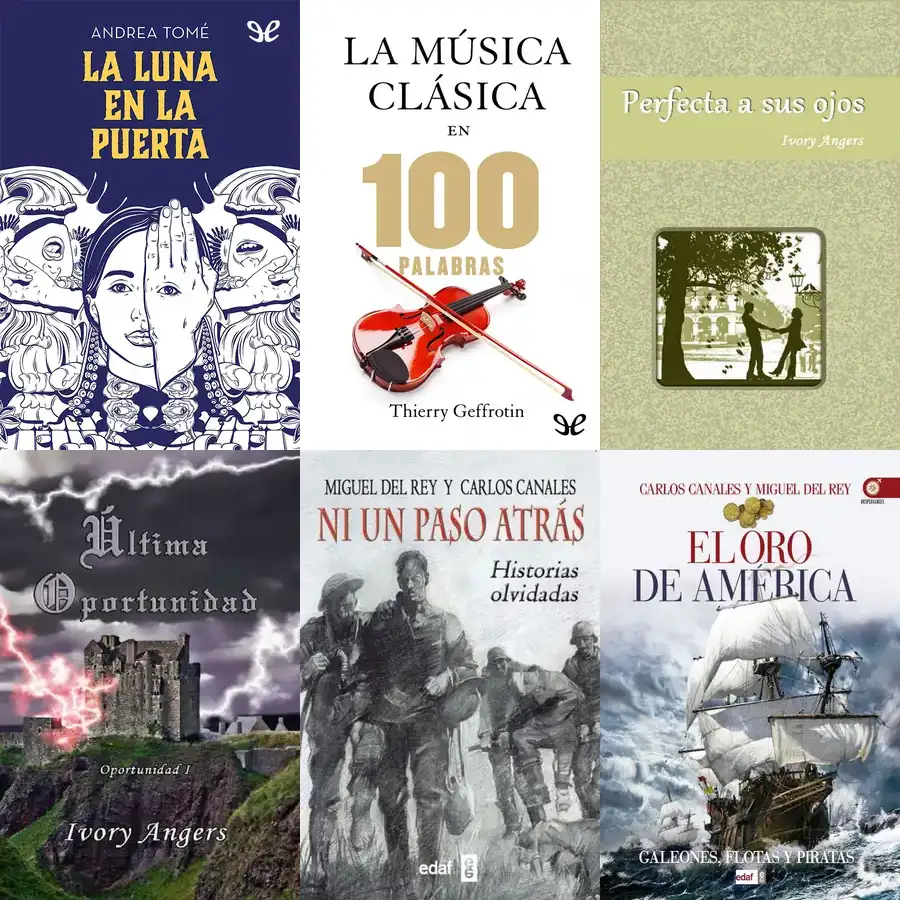 ANDREA TOMÉ
LA LUNA
EN LA
PUERTA
LA MÚSICA
CLÁSICA
EN
100
PALABRAS
Thierry Geffrotin
Perfecta a sus ojos
Ivory Angers
Última
Oportunidad
Oportunidad I
Ivory Angers
MIGUEL DEL REY Y CARLOS CANALES
NI UN PASO ATRÁS
Historias
olvidadas
edaf
CARLOS CANALES Y MIGUEL DEL REY
EL ORO
DE AMÉRICA
GALEONES, FLOTAS Y PIRATAS
edaf